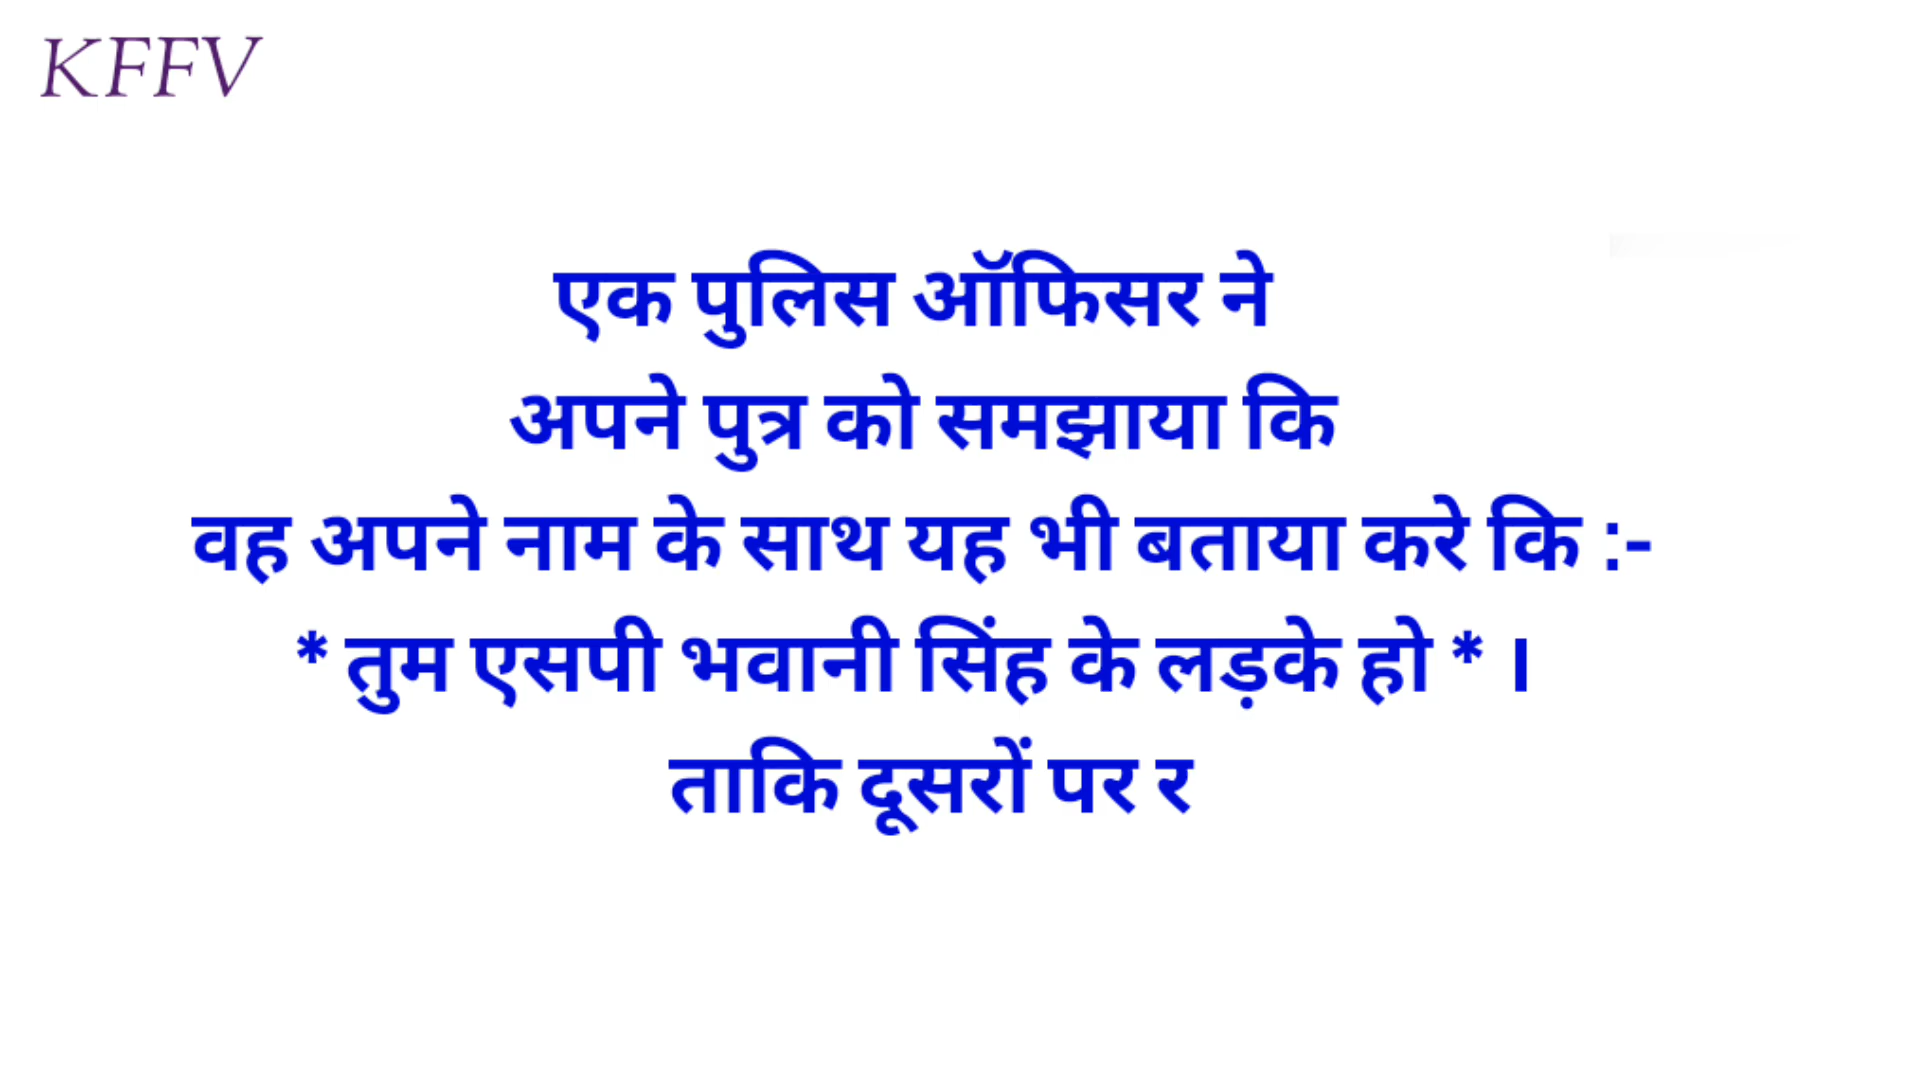 KFFV
एक पुलिस ऑफिसर ने
अपने पुत्र को समझाया कि
वह अपने नाम के साथ यह भी बताया करे कि :-
* तुम एसपी भवानी सिंह के लड़के हो * ।
ताकि दूसरों पर र